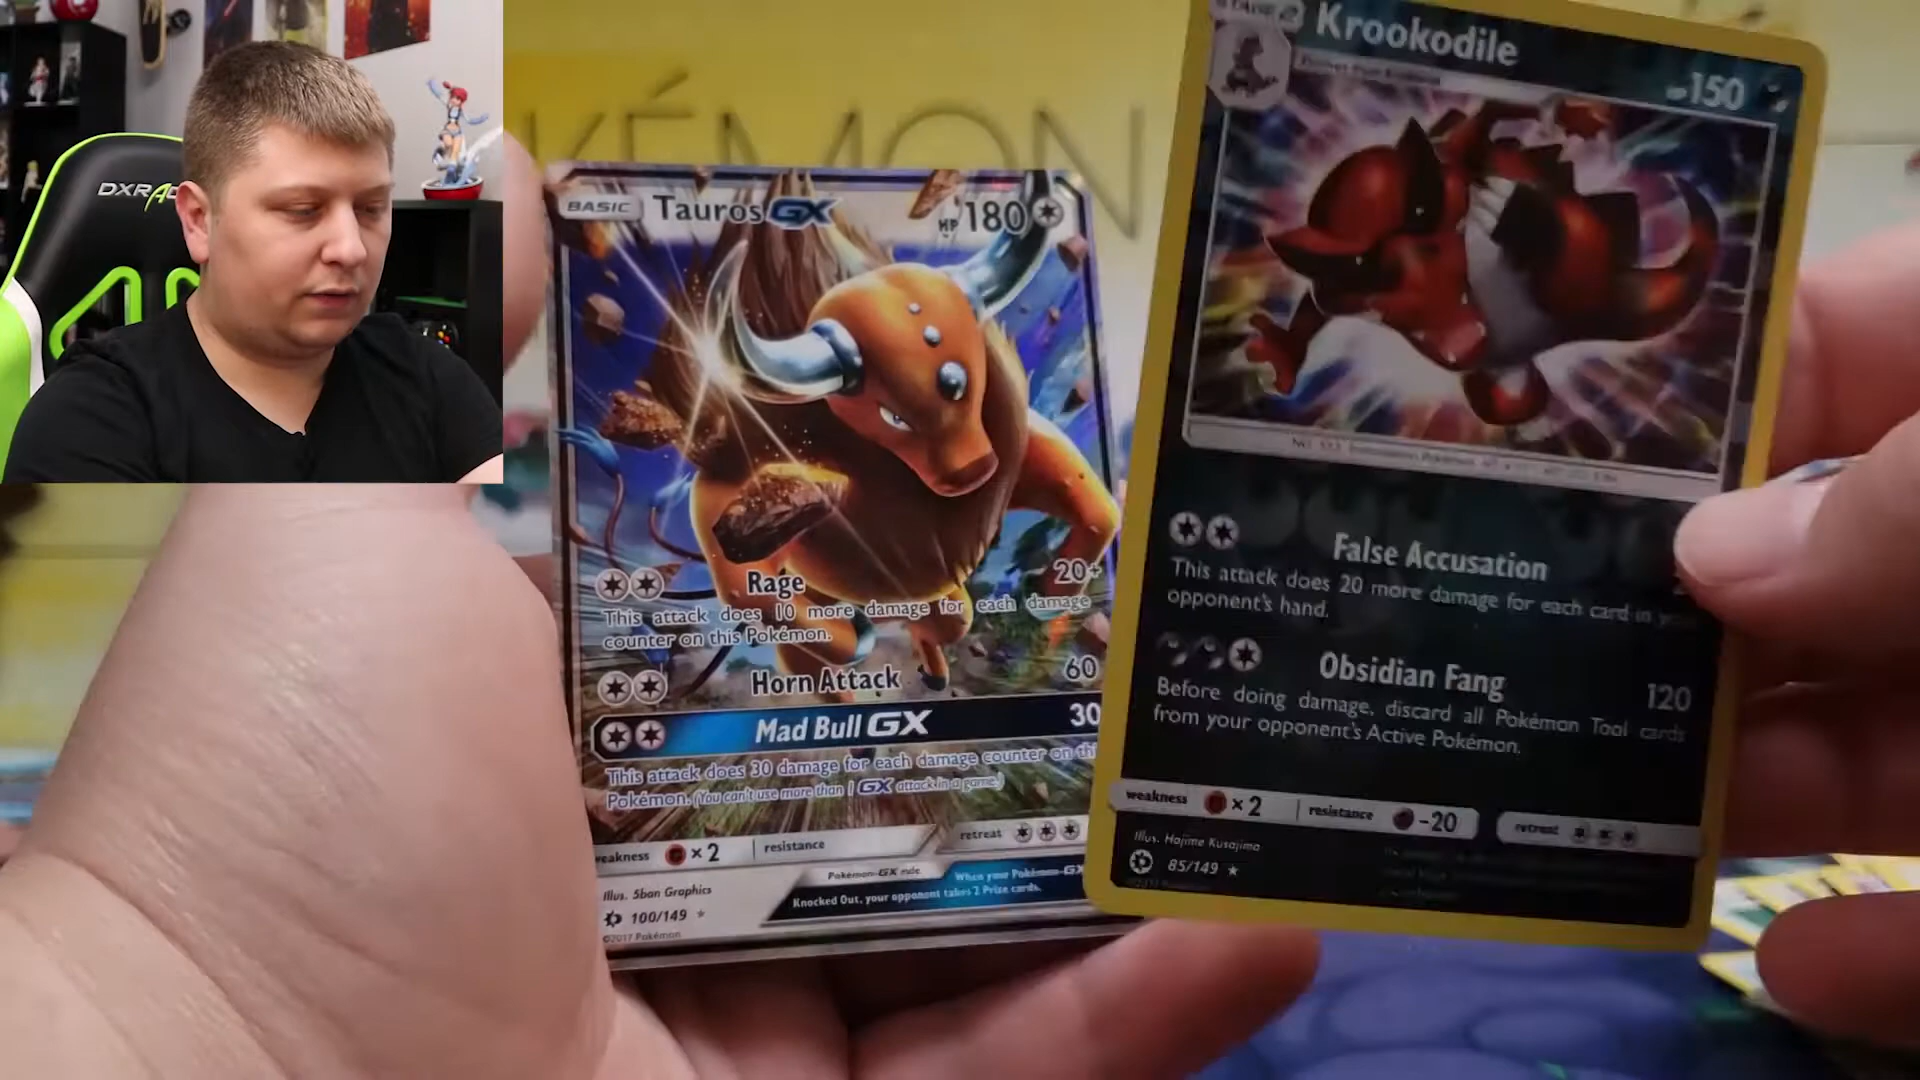 DXRA
KÉMON
BASIC Tauros GX HP 180
Rage 20+
This attack does 10 more damage for each damage
counter on this Pokémon.
Horn Attack 60
Mad Bull GX 30
This attack does 30 damage for each damage counter on thi
Pokémon. (You can't use more than 1 GX attack in a game.)
weakness ×2 resistance retreat
Pokémon-GX rule
When your Pokémon-GX
Knocked Out, your opponent takes 2 Prize cards.
Illus. 5ban Graphics
100/149
©2017 Pokémon
STAGE 2 Krookodile
HP 150
False Accusation
This attack does 20 more damage for each card in y
opponent's hand.
Obsidian Fang 120
Before doing damage, discard all Pokémon Tool cards
from your opponent's Active Pokémon.
weakness ×2 resistance -20 retreat
Illus. Hajime Kusajima
85/149